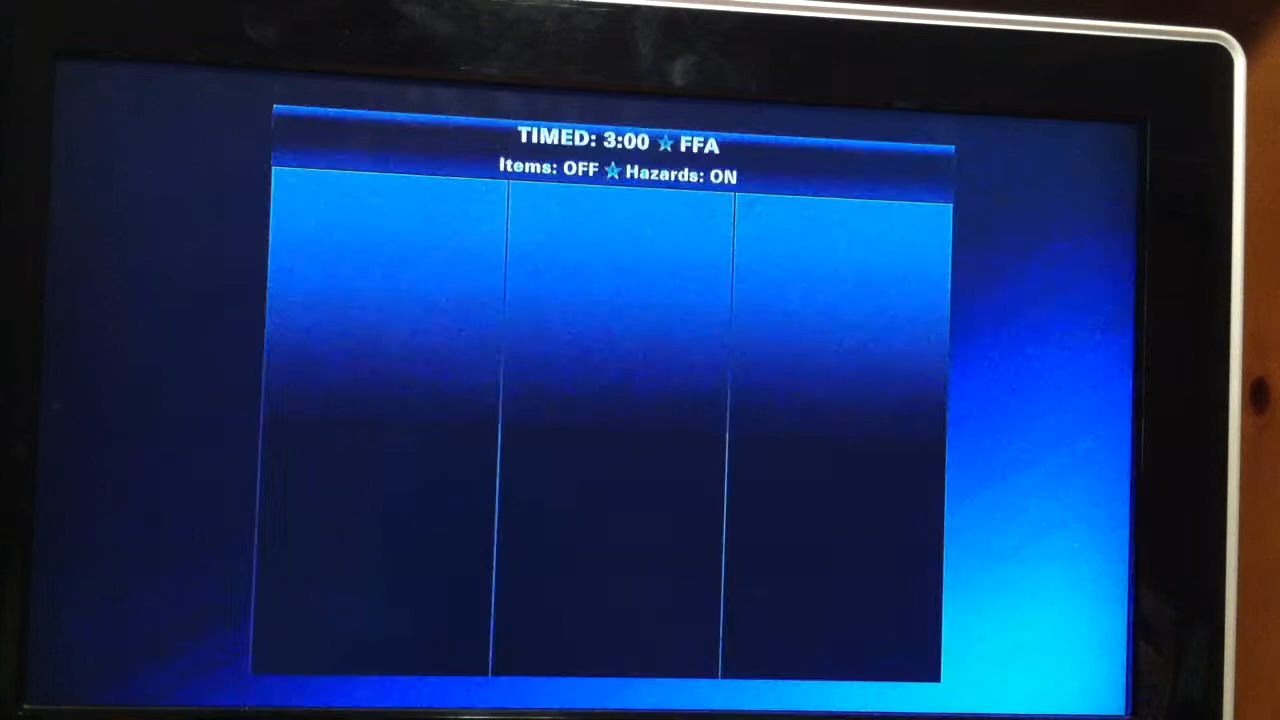 TIMED: 3:00 ☆ FFA
Items: OFF ☆ Hazards: ON